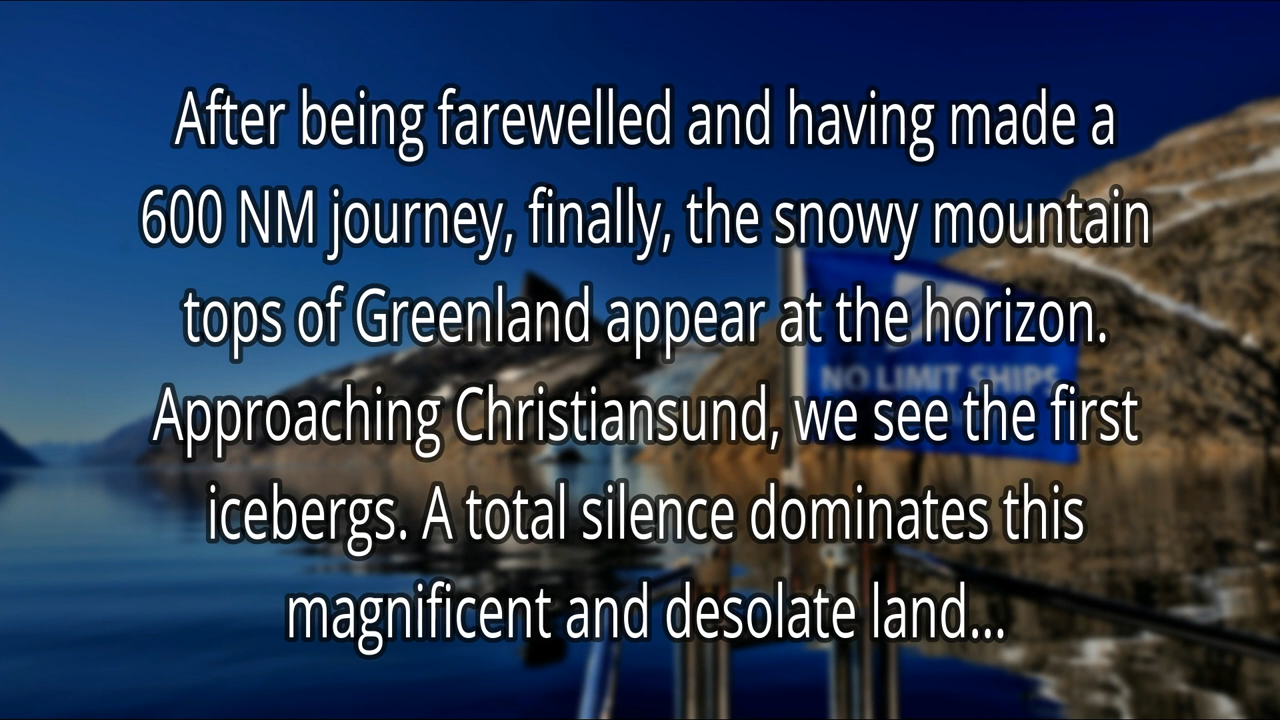 After being farewelled and having made a
600 NM journey, finally, the snowy mountain
tops of Greenland appear at the horizon.
NO LIMIT SHIPS
Approaching Christiansund, we see the first
icebergs. A total silence dominates this
magnificent and desolate land...